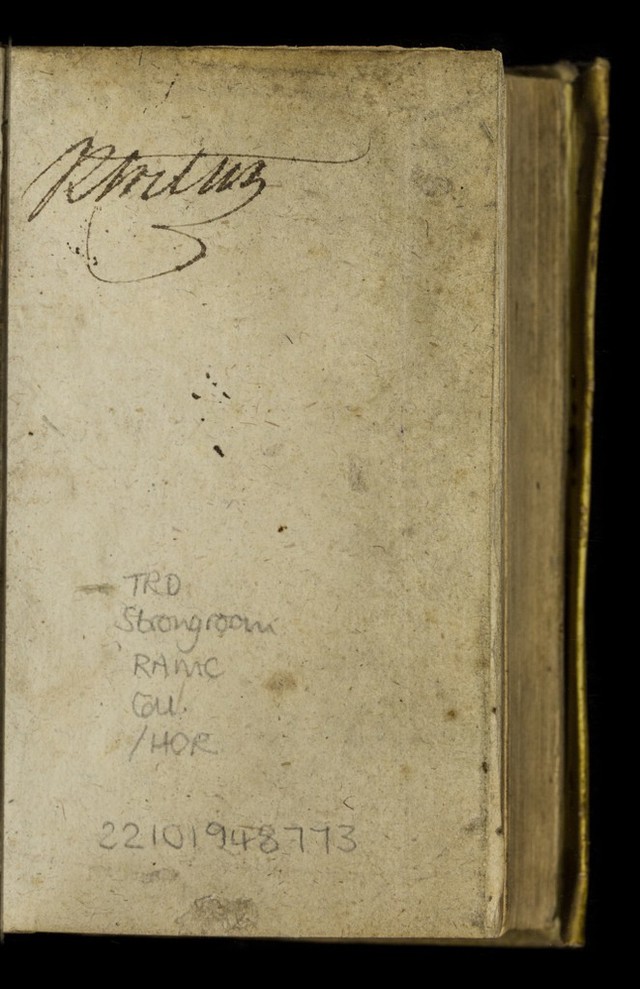 TRD
Strongroom
RAMC
Coll.
/HOR
22101948773